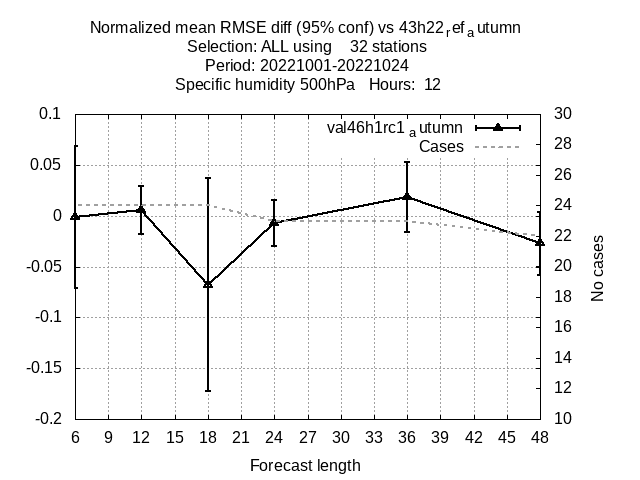 Normalized mean RMSE diff (95% conf) vs 43h22refautumn
Selection: ALL using 32 stations
Period: 20221001-20221024
Specific humidity 500hPa Hours: 12
val46h1rc1autumn
Cases
0.1
0.05
0
-0.05
-0.1
-0.15
-0.2
30
28
26
24
22
20
18
16
14
12
10
No cases
6 9 12 15 18 21 24 27 30 33 36 39 42 45 48
Forecast length